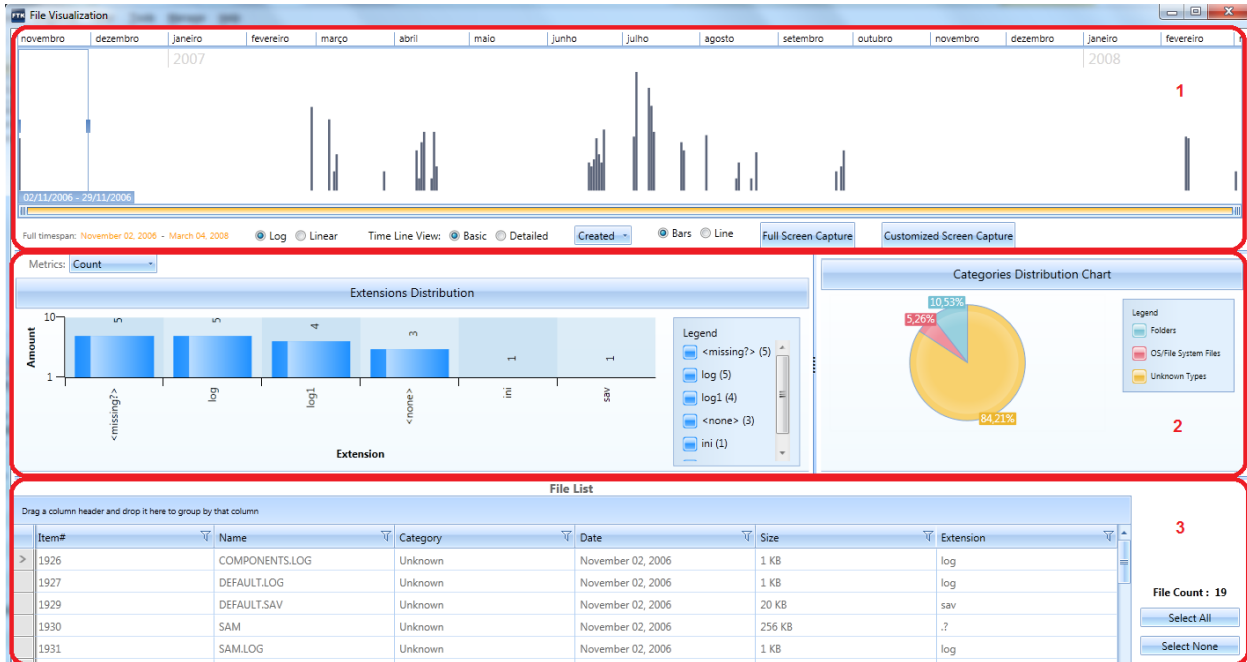 FTK File Visualization
novembro dezembro janeiro fevereiro março abril maio junho julho agosto setembro outubro novembro dezembro janeiro fevereiro
2007 2008
1
02/11/2006 - 29/11/2006
Full timespan: November 02, 2006 - March 04, 2008 Log Linear Time Line View: Basic Detailed Created Bars Line Full Screen Capture Customized Screen Capture
Metrics: Count
Extensions Distribution
Amount
10
1
5 5 4 3 1 1
<missing?> log log1 <none> ini sav
Extension
Legend
<missing?> (5)
log (5)
log1 (4)
<none> (3)
ini (1)
Categories Distribution Chart
10,53%
5,26%
84,21%
Legend
Folders
OS/File System Files
Unknown Types
2
File List
Drag a column header and drop it here to group by that column
Item# Name Category Date Size Extension
1926 COMPONENTS.LOG Unknown November 02, 2006 1 KB log
1927 DEFAULT.LOG Unknown November 02, 2006 1 KB log
1929 DEFAULT.SAV Unknown November 02, 2006 20 KB sav
1930 SAM Unknown November 02, 2006 256 KB .?
1931 SAM.LOG Unknown November 02, 2006 1 KB log
3
File Count : 19
Select All
Select None